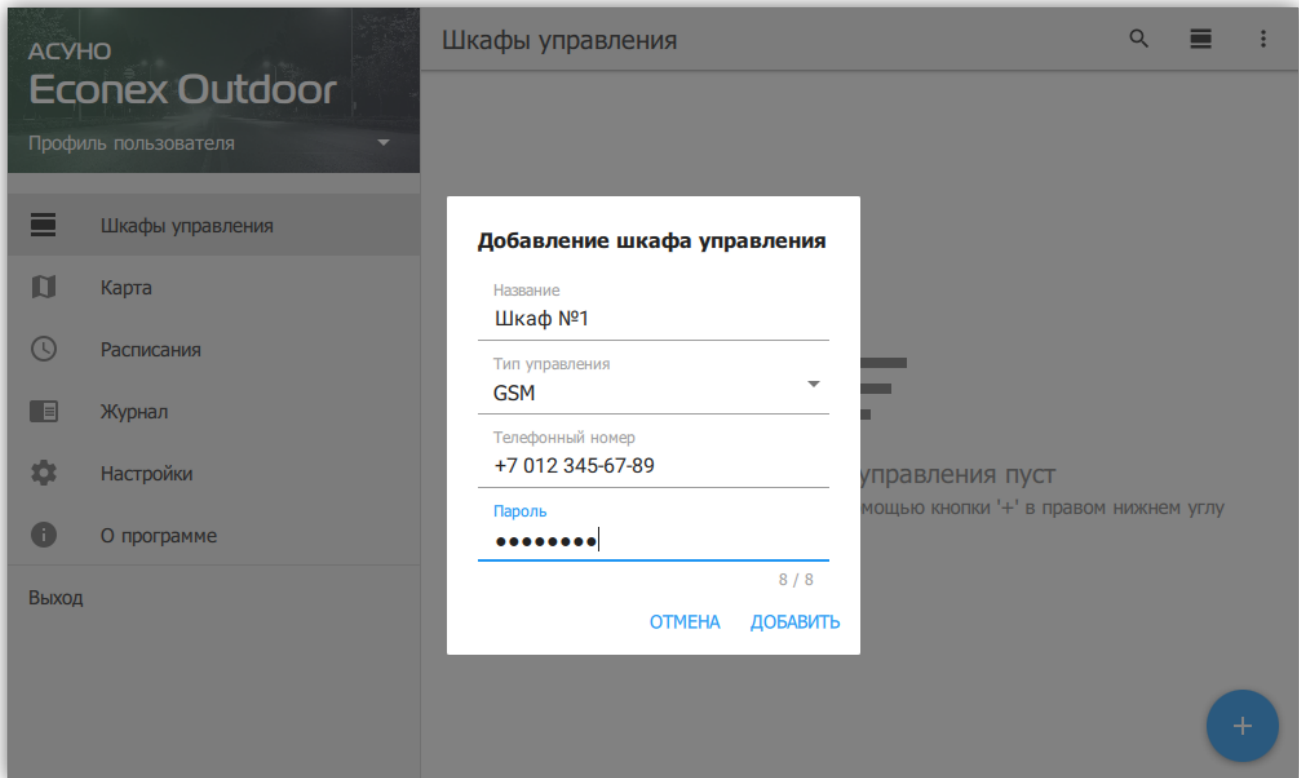 АСУНО
Econex Outdoor
Профиль пользователя
Шкафы управления
Карта
Расписания
Журнал
Настройки
О программе
Выход
Шкафы управления
Добавление шкафа управления
Название
Шкаф №1
Тип управления
GSM
Телефонный номер
+7 012 345-67-89
Пароль
••••••••
8 / 8
ОТМЕНА ДОБАВИТЬ
управления пуст
мощью кнопки '+' в правом нижнем углу
+